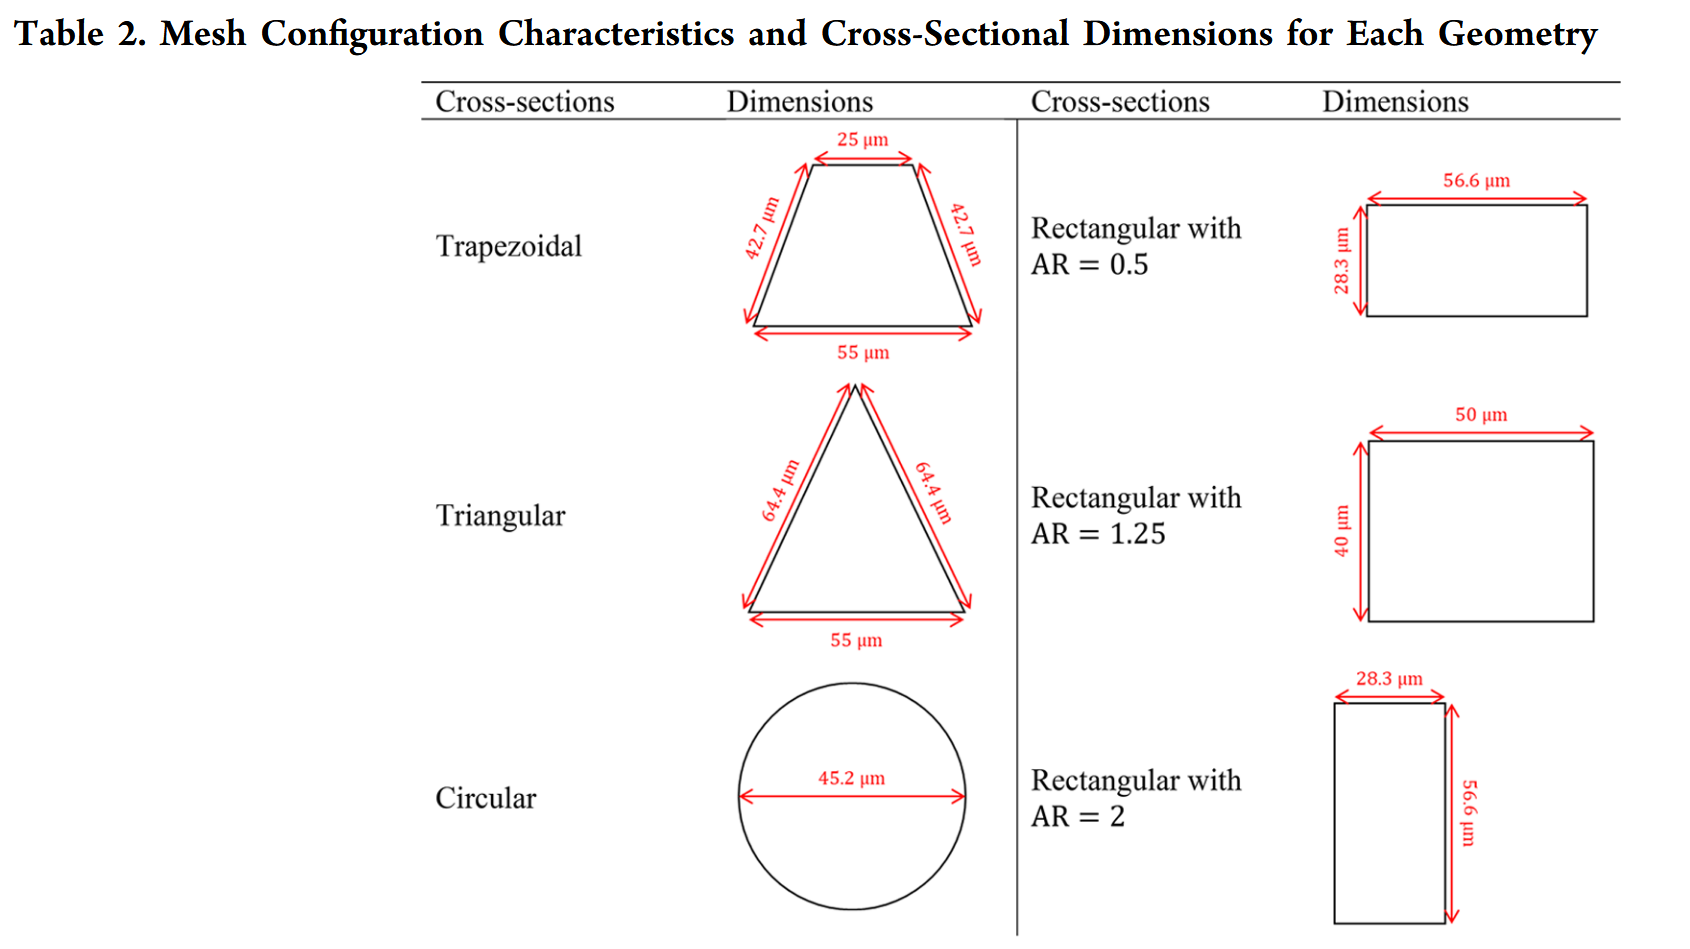 Table 2. Mesh Configuration Characteristics and Cross-Sectional Dimensions for Each Geometry
Cross-sections Dimensions Cross-sections Dimensions
Trapezoidal
25 μm
42.7 μm
42.7 μm
55 μm
Rectangular with
AR = 0.5
56.6 μm
28.3 μm
Triangular
64.4 μm
64.4 μm
55 μm
Rectangular with
AR = 1.25
50 μm
40 μm
Circular
45.2 μm
Rectangular with
AR = 2
28.3 μm
56.6 μm